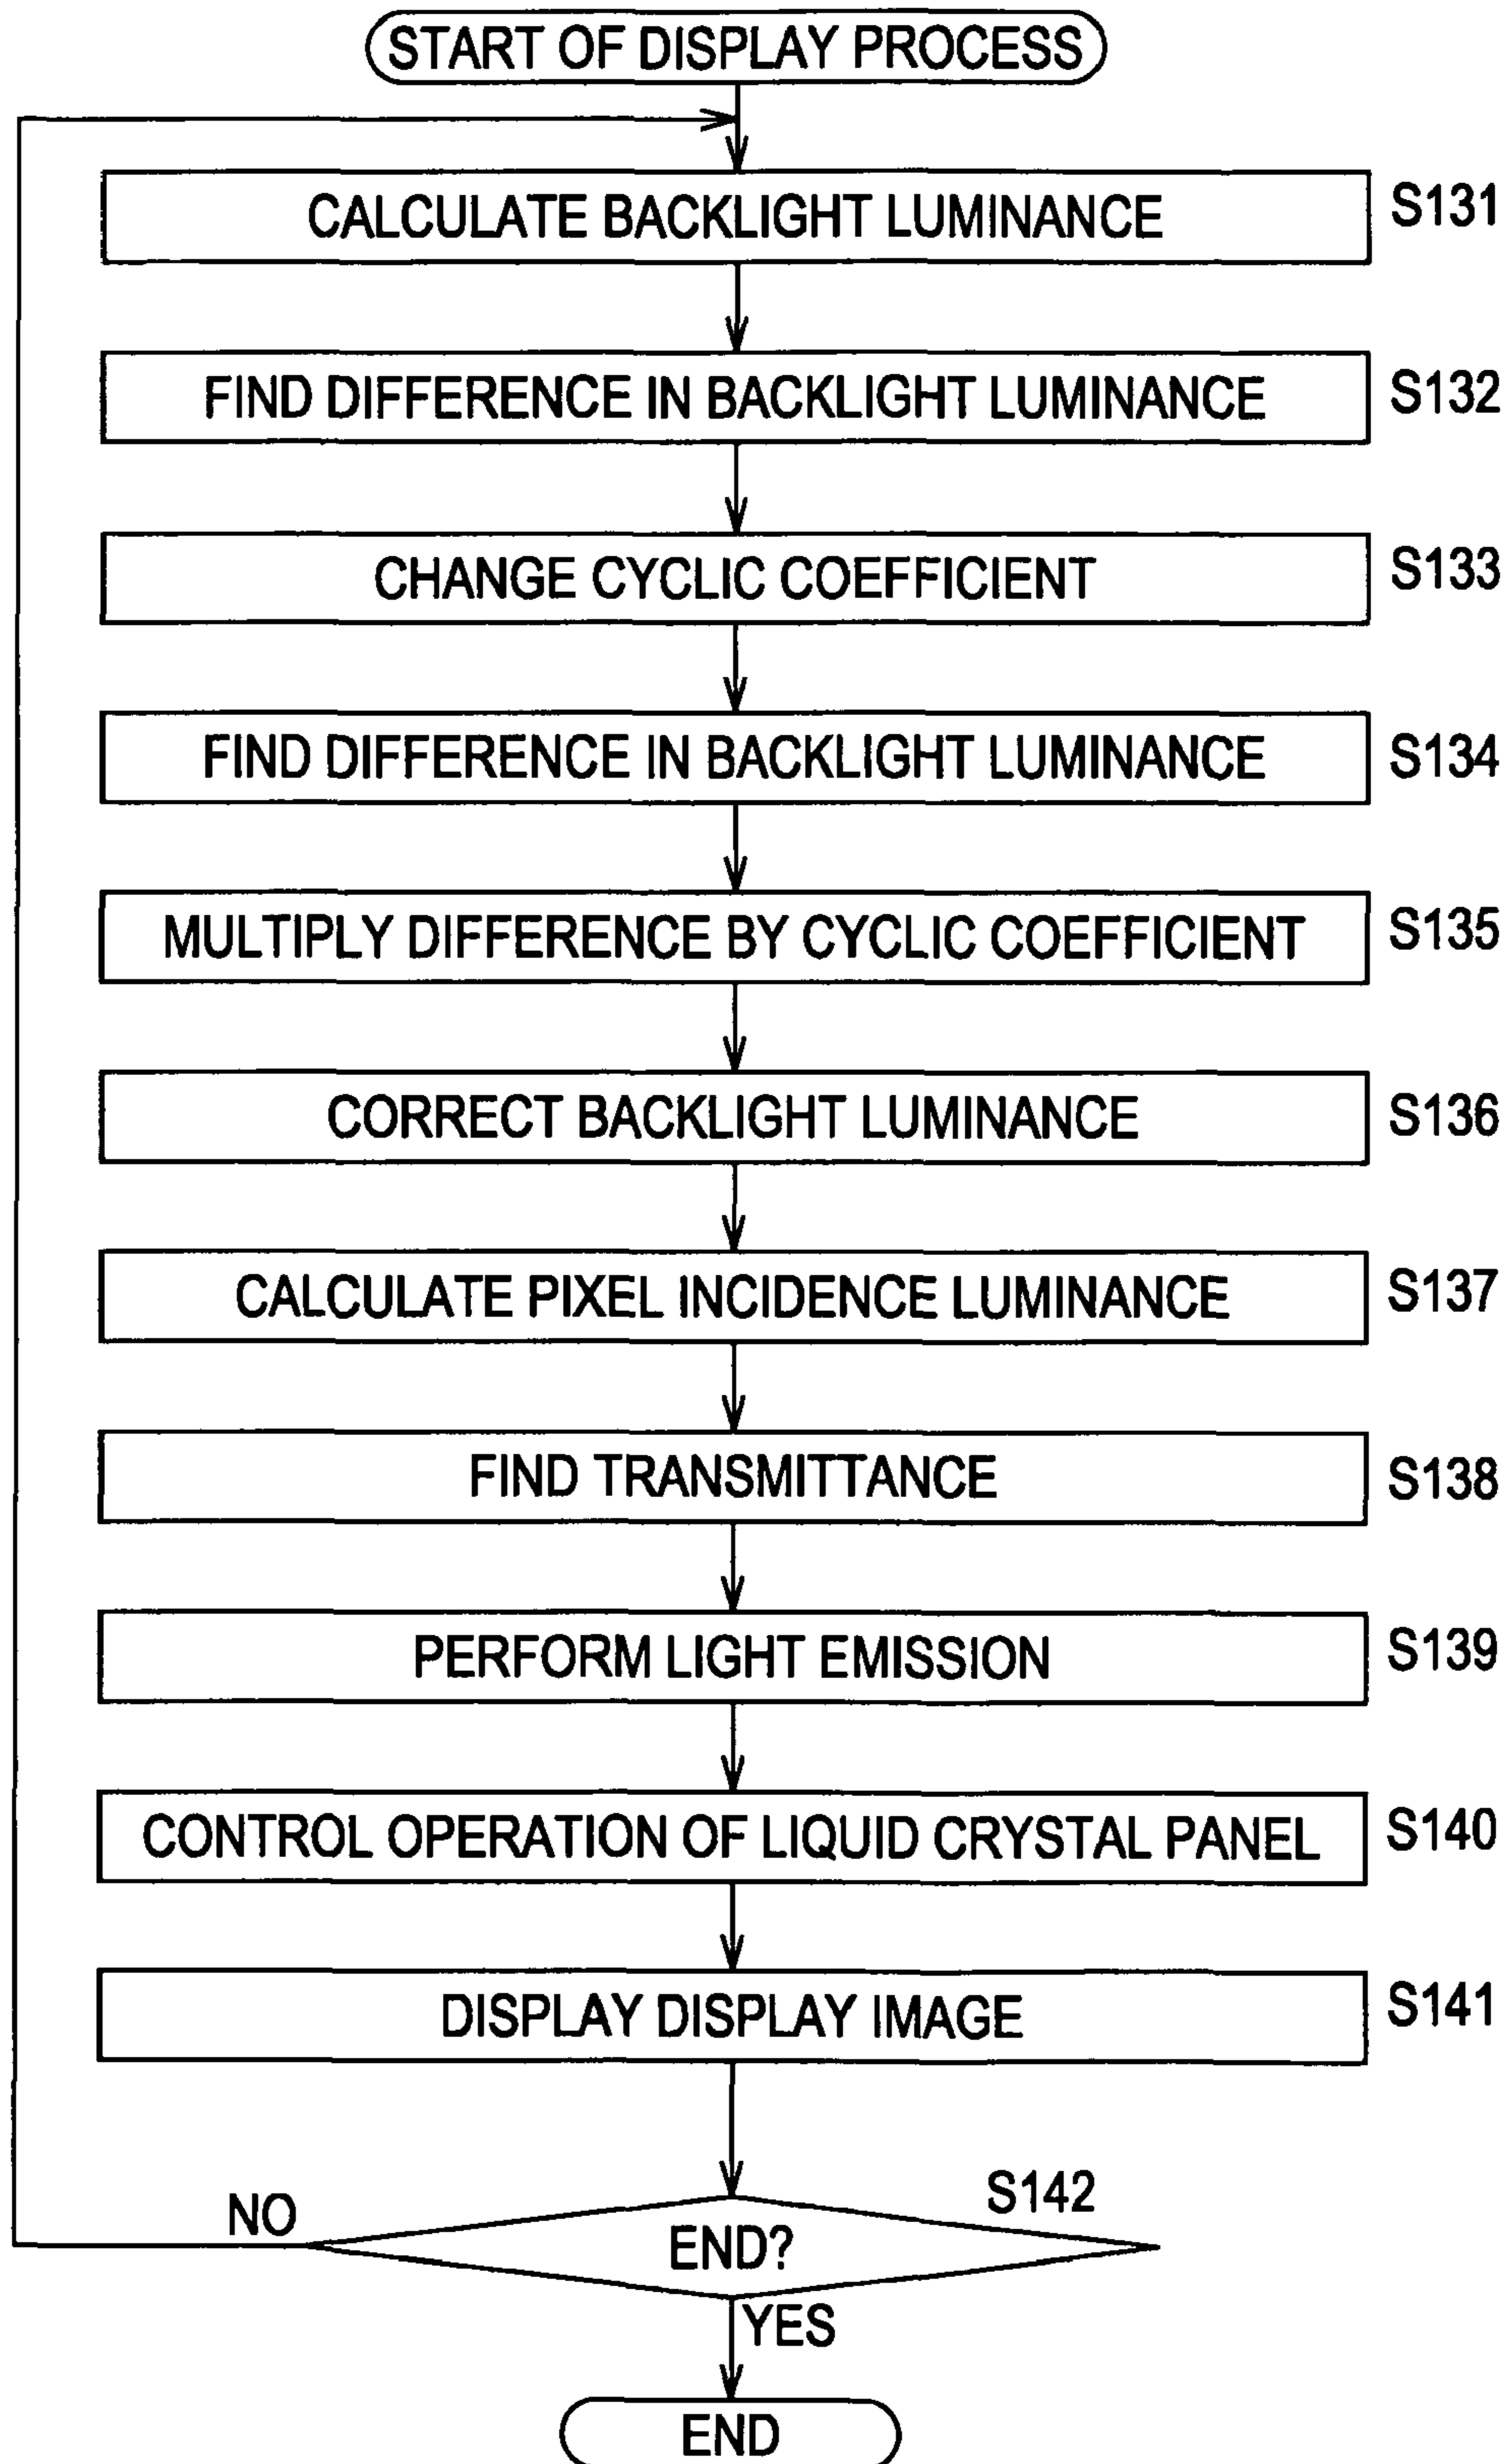 START OF DISPLAY PROCESS
CALCULATE BACKLIGHT LUMINANCE S131
FIND DIFFERENCE IN BACKLIGHT LUMINANCE S132
CHANGE CYCLIC COEFFICIENT S133
FIND DIFFERENCE IN BACKLIGHT LUMINANCE S134
MULTIPLY DIFFERENCE BY CYCLIC COEFFICIENT S135
CORRECT BACKLIGHT LUMINANCE S136
CALCULATE PIXEL INCIDENCE LUMINANCE S137
FIND TRANSMITTANCE S138
PERFORM LIGHT EMISSION S139
CONTROL OPERATION OF LIQUID CRYSTAL PANEL S140
DISPLAY DISPLAY IMAGE S141
S142
NO
END?
YES
END